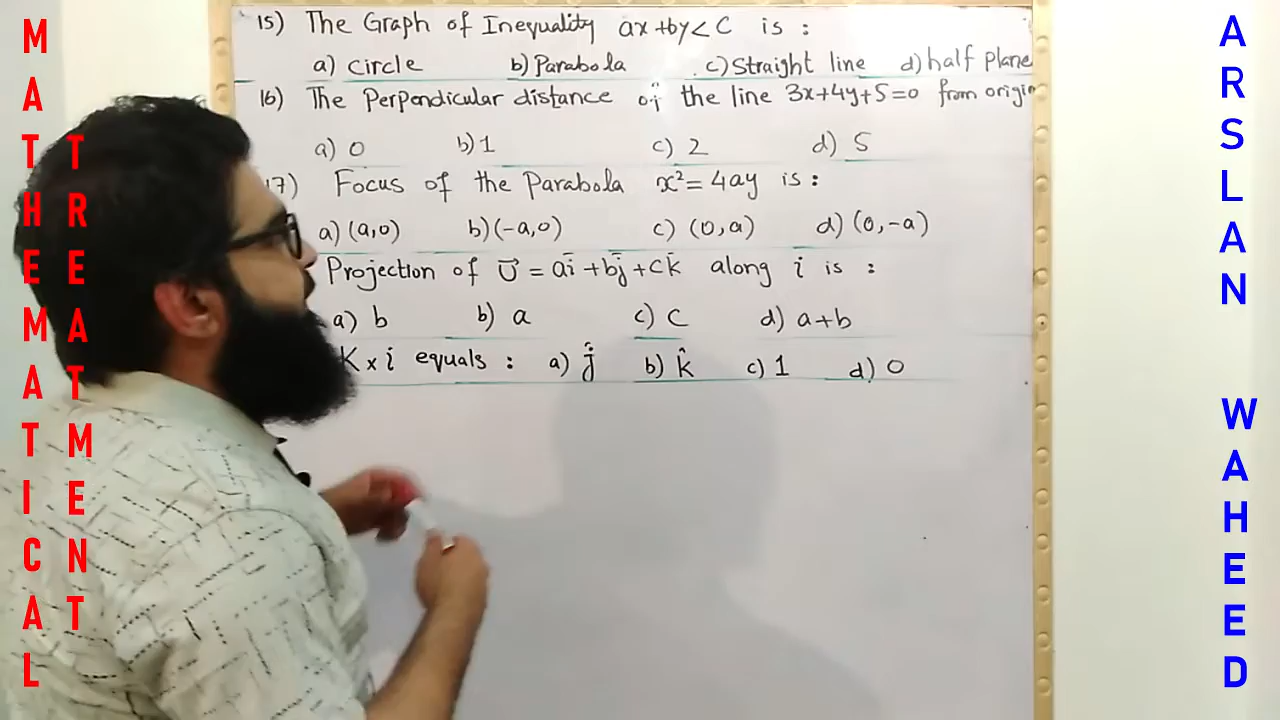 MATHEMATICAL
TREATMENT
15) The Graph of Inequality ax+by<C is :
a) circle b) Parabola c) Straight line d) half plane
16) The Perpendicular distance of the line 3x+4y+5=0 from origin
a) 0 b) 1 c) 2 d) 5
17) Focus of the Parabola x²=4ay is :
a) (a,0) b) (-a,0) c) (0,a) d) (0,-a)
Projection of U⃗ = ai̅+bj̅+ck̅ along i is :
a) b b) a c) C d) a+b
K × i equals : a) ĵ b) k̂ c) 1 d) 0
ARSLAN
WAHEED